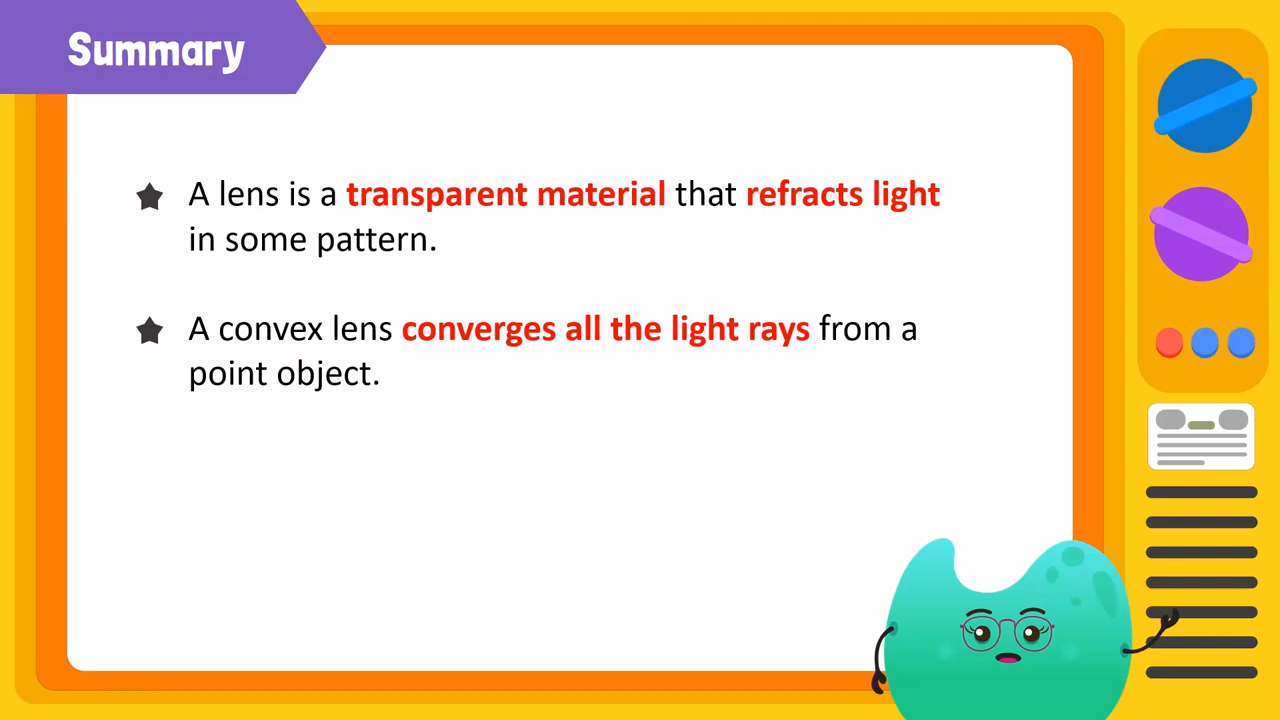 Summary
A lens is a transparent material that refracts light
in some pattern.
A convex lens converges all the light rays from a
point object.